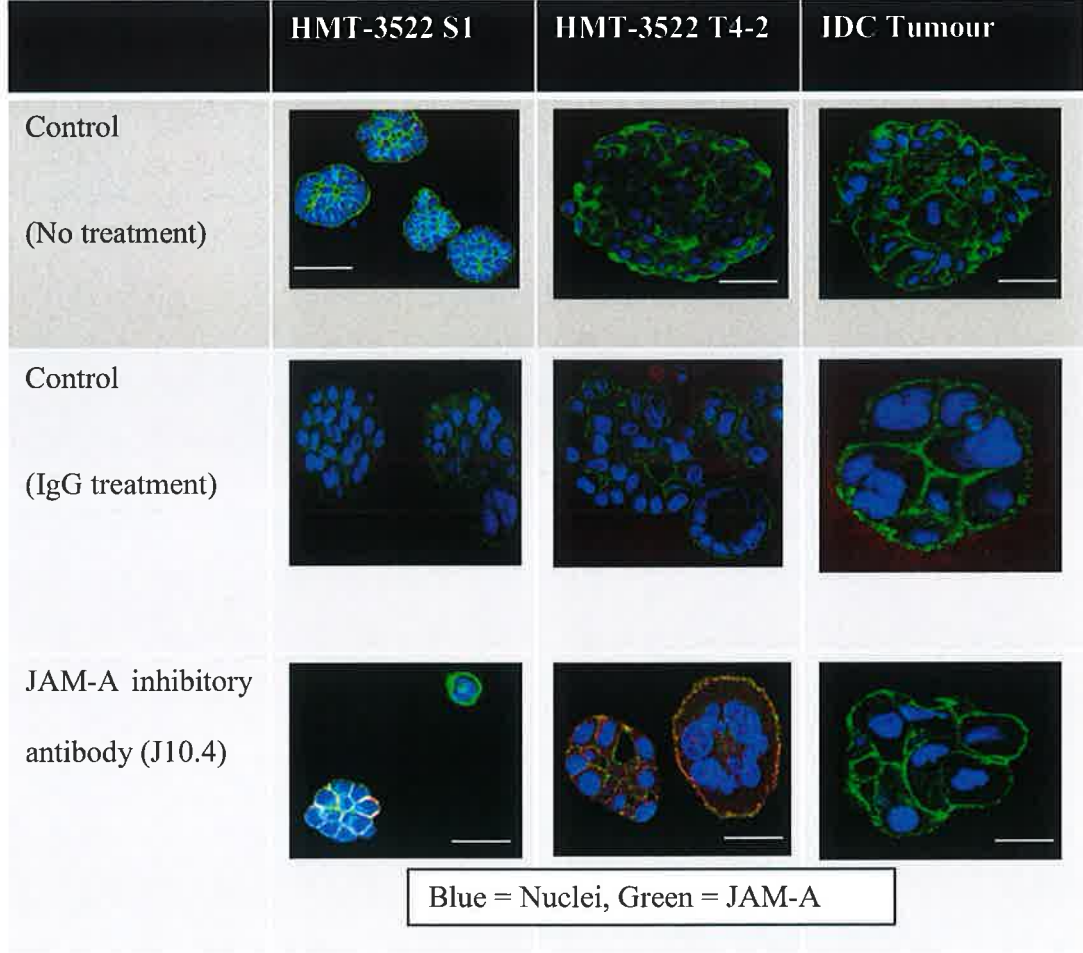 HMT-3522 S1
HMT-3522 T4-2
IDC Tumour
Control
(No treatment)
Control
(IgG treatment)
JAM-A inhibitory
antibody (J10.4)
Blue = Nuclei, Green = JAM-A